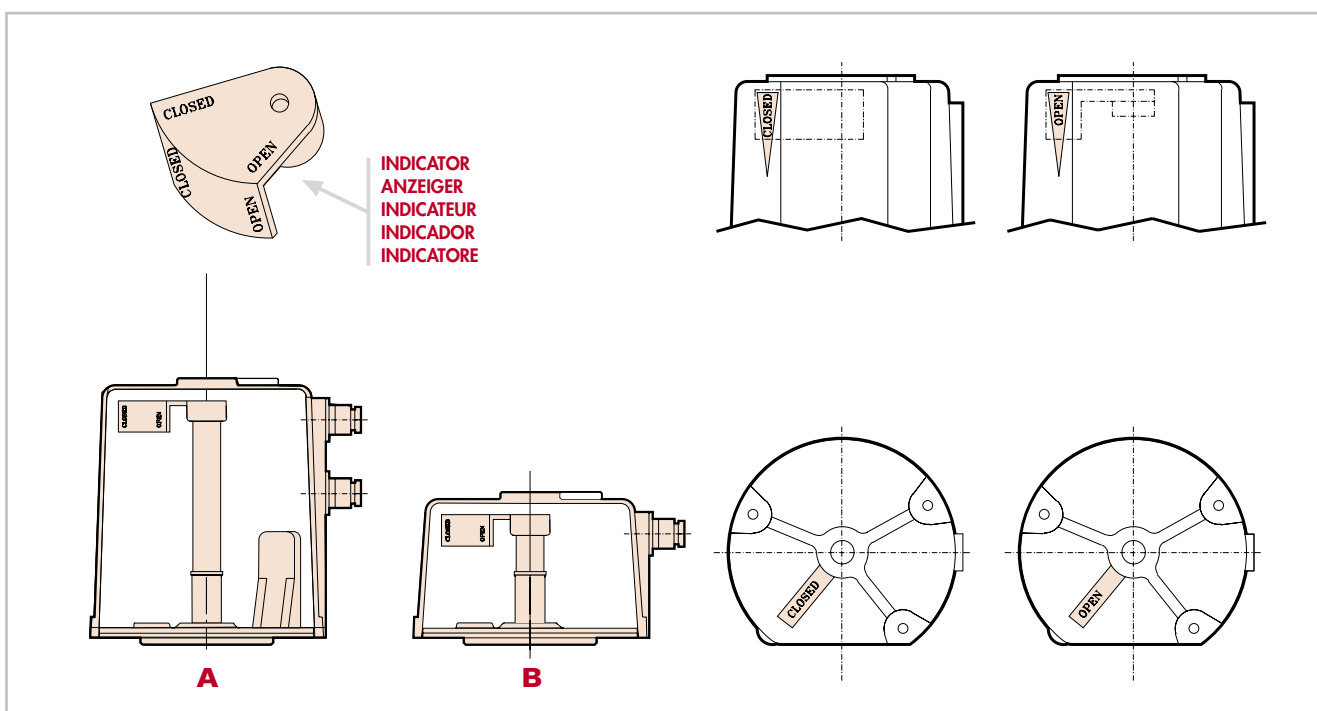 CLOSED
OPEN
CLOSED
OPEN
INDICATOR
ANZEIGER
INDICATEUR
INDICADOR
INDICATORE
CLOSED
OPEN
CLOSED
OPEN
CLOSED
OPEN
CLOSED
OPEN
A
B